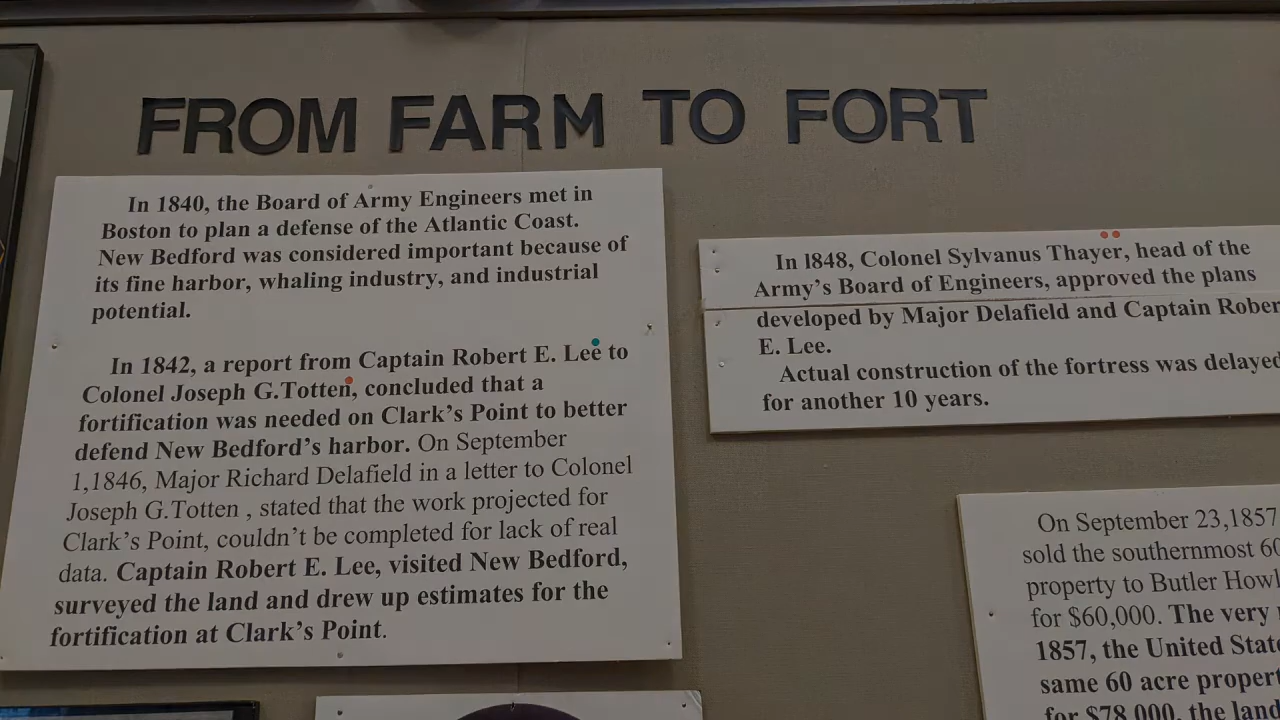 FROM FARM TO FORT
In 1840, the Board of Army Engineers met in
Boston to plan a defense of the Atlantic Coast.
New Bedford was considered important because of
its fine harbor, whaling industry, and industrial
potential.
In 1842, a report from Captain Robert E. Lee to
Colonel Joseph G.Totten, concluded that a
fortification was needed on Clark's Point to better
defend New Bedford's harbor. On September
1,1846, Major Richard Delafield in a letter to Colonel
Joseph G.Totten , stated that the work projected for
Clark's Point, couldn't be completed for lack of real
data. Captain Robert E. Lee, visited New Bedford,
surveyed the land and drew up estimates for the
fortification at Clark's Point.
In 1848, Colonel Sylvanus Thayer, head of the
Army's Board of Engineers, approved the plans
developed by Major Delafield and Captain Rober
E. Lee.
Actual construction of the fortress was delayed
for another 10 years.
On September 23,1857
sold the southernmost 60
property to Butler Howl
for $60,000. The very
1857, the United State
same 60 acre propert
for $78,000, the land